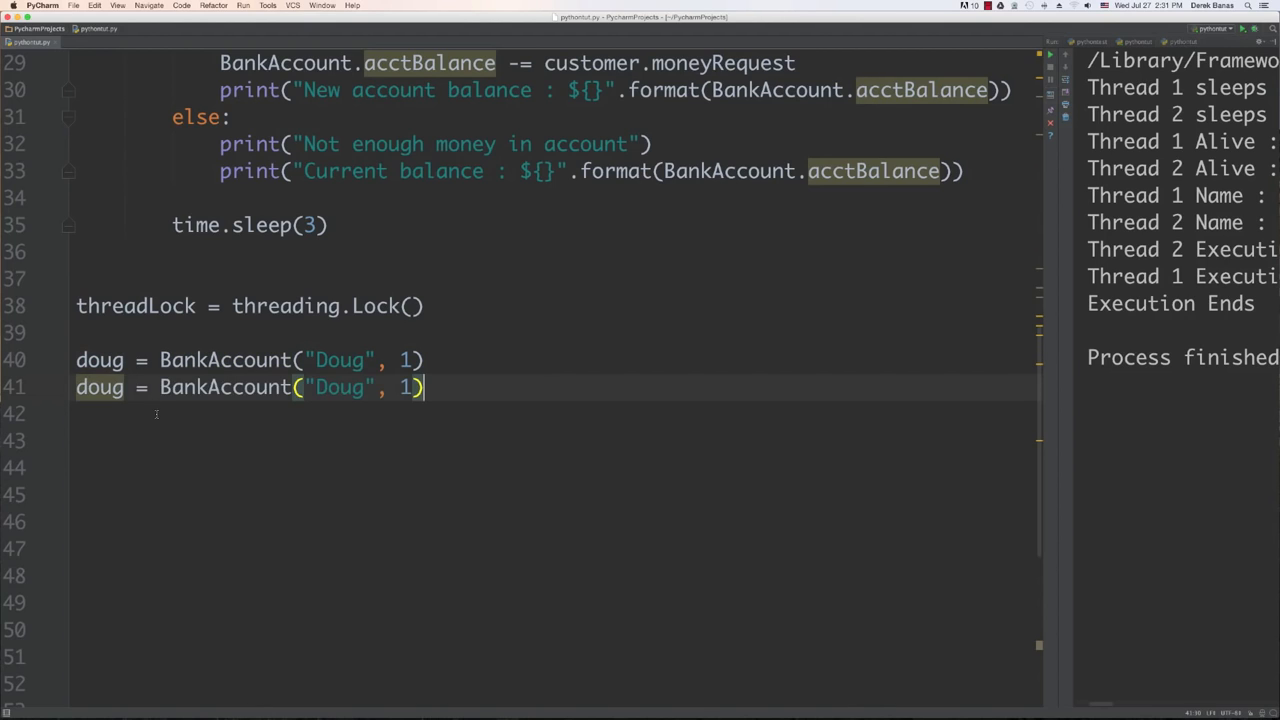 PyCharm File Edit View Navigate Code Refactor Run Tools VCS Window Help
10 Wed Jul 27 2:31 PM Derek Banas
pythontut.py - PycharmProjects - [~/PycharmProjects]
PycharmProjects pythontut.py pythontut
pythontut.py
Run: pythontut pythontut pythontut
29 BankAccount.acctBalance -= customer.moneyRequest
30 print("New account balance : ${}".format(BankAccount.acctBalance))
31 else:
32 print("Not enough money in account")
33 print("Current balance : ${}".format(BankAccount.acctBalance))
34
35 time.sleep(3)
36
37
38 threadLock = threading.Lock()
39
40 doug = BankAccount("Doug", 1)
41 doug = BankAccount("Doug", 1)
42
43
44
45
46
47
48
49
50
51
52
/Library/Framewo
Thread 1 sleeps
Thread 2 sleeps
Thread 1 Alive :
Thread 2 Alive :
Thread 1 Name :
Thread 2 Name :
Thread 2 Executi
Thread 1 Executi
Execution Ends
Process finished
41:30 LF≑ UTF-8≑